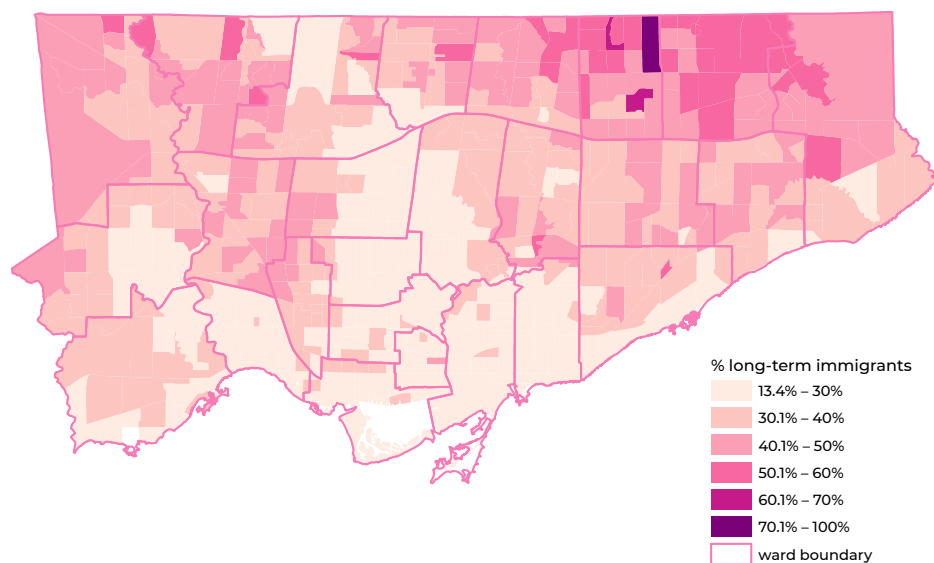 % long-term immigrants
13.4% – 30%
30.1% – 40%
40.1% – 50%
50.1% – 60%
60.1% – 70%
70.1% – 100%
ward boundary